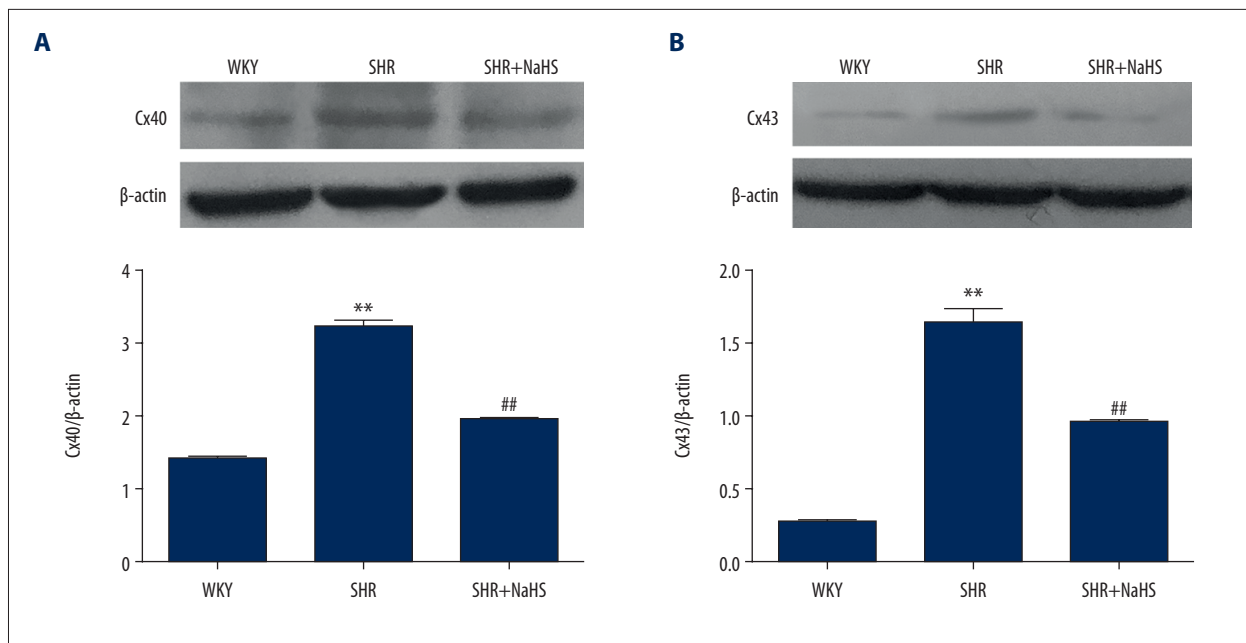 A
WKY SHR SHR+NaHS
Cx40
β-actin
4
3
2
1
0
Cx40/β-actin
**
##
WKY SHR SHR+NaHS
B
WKY SHR SHR+NaHS
Cx43
β-actin
2.0
1.5
1.0
0.5
0.0
Cx43/β-actin
**
##
WKY SHR SHR+NaHS